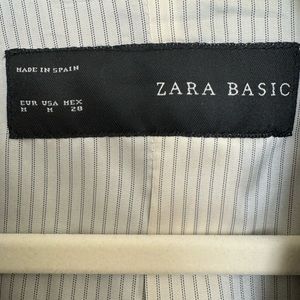 MADE IN SPAIN
ZARA BASIC
EUR USA MEX
M M 28